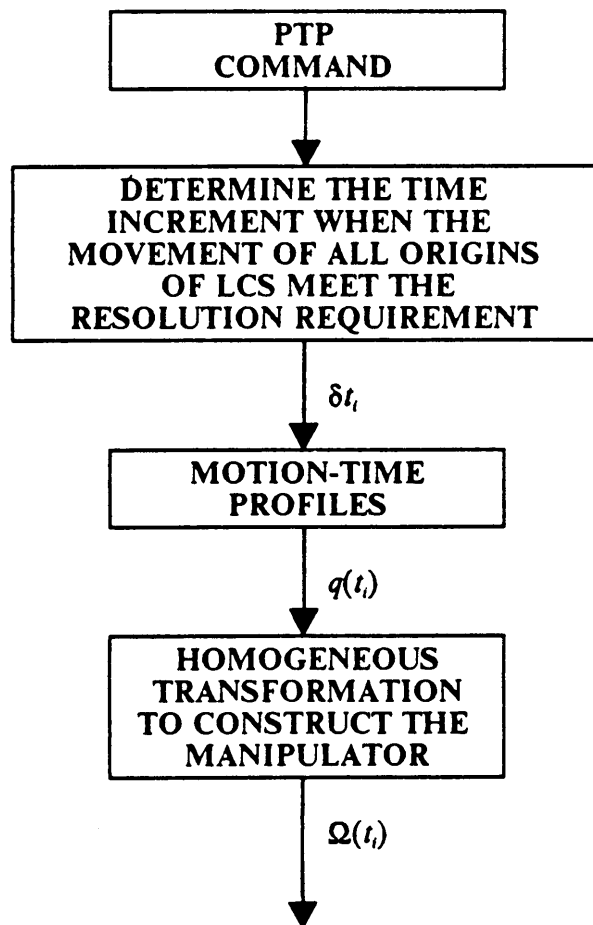 PTP
COMMAND
DETERMINE THE TIME
INCREMENT WHEN THE
MOVEMENT OF ALL ORIGINS
OF LCS MEET THE
RESOLUTION REQUIREMENT
δtᵢ
MOTION-TIME
PROFILES
q(tᵢ)
HOMOGENEOUS
TRANSFORMATION
TO CONSTRUCT THE
MANIPULATOR
Ω(tᵢ)